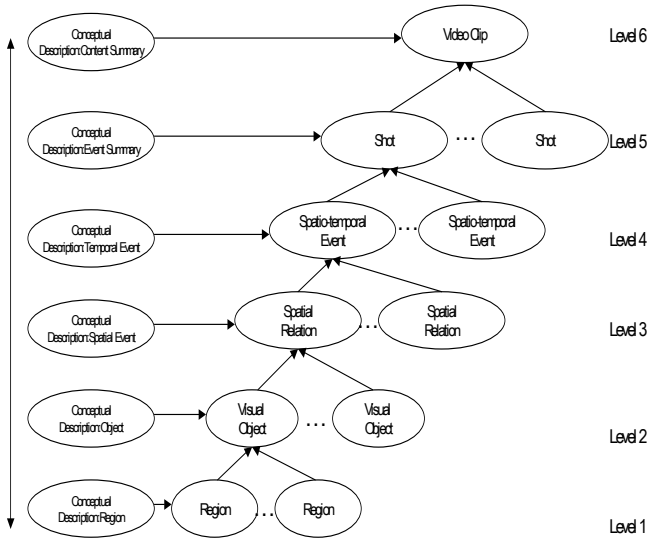 Conceptual
Description:Content Summary
Video Clip
Level 6
Conceptual
Description:Event Summary
Shot
...
Shot
Level 5
Conceptual
Description:Temporal Event
Spatio-temporal
Event
...
Spatio-temporal
Event
Level 4
Conceptual
Description:Spatial Event
Spatial
Relation
...
Spatial
Relation
Level 3
Conceptual
Description:Object
Visual
Object
...
Visual
Object
Level 2
Conceptual
Description:Region
Region
...
Region
Level 1